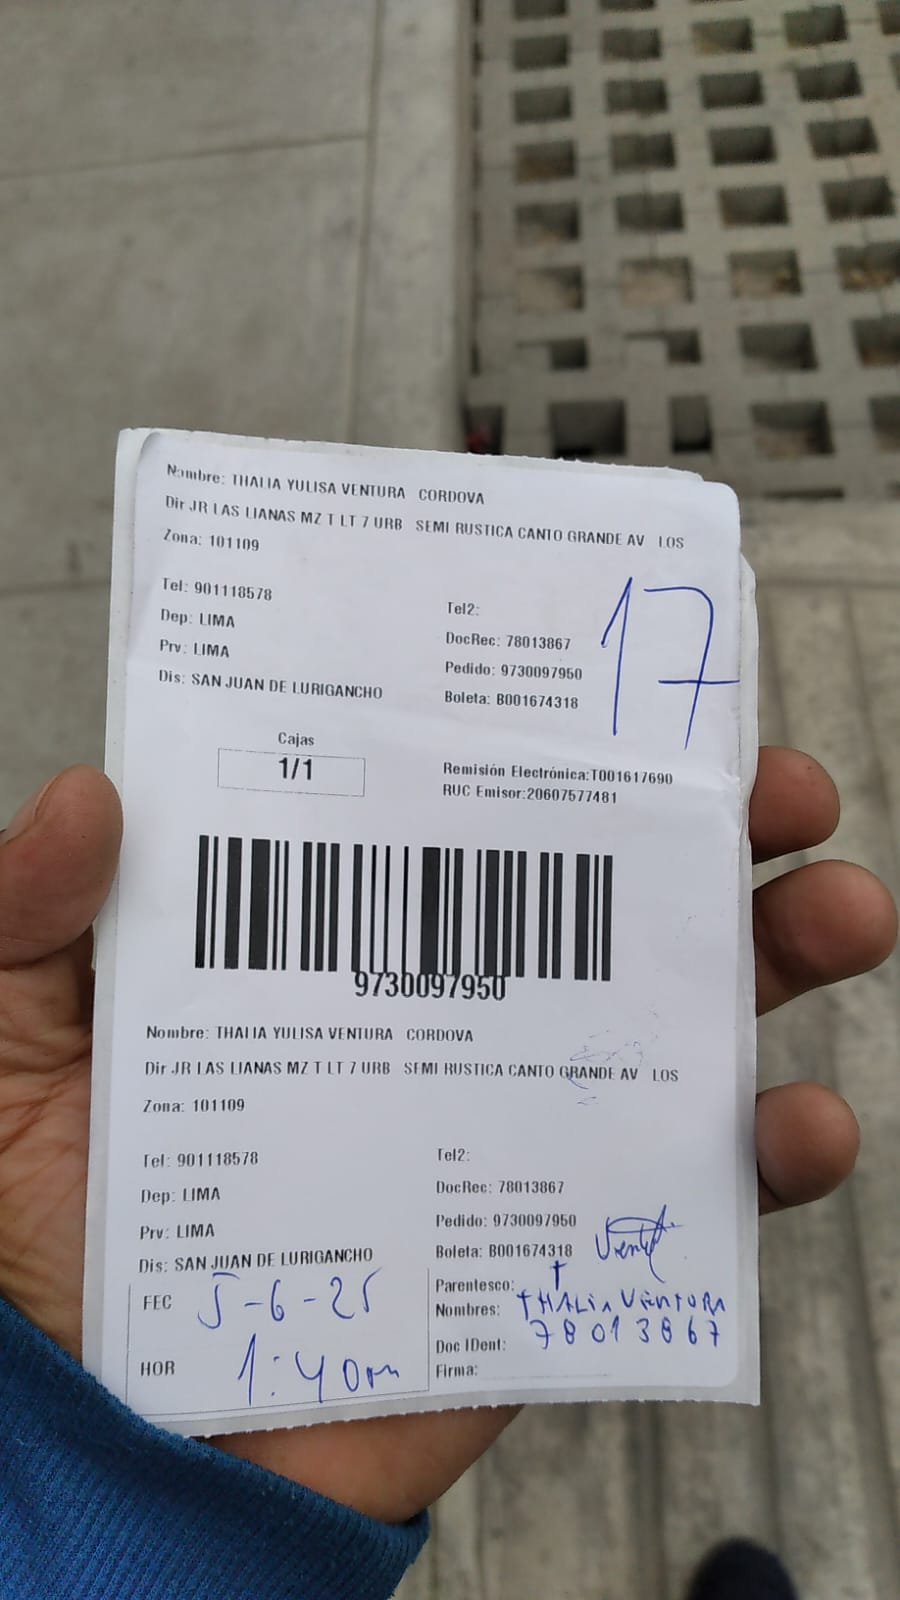 Nombre: THALIA YULISA VENTURA CORDOVA
Dir JR LAS LIANAS MZ T LT 7 URB SEMI RUSTICA CANTO GRANDE AV LOS
Zona: 101109
Tel: 901118578
Tel2:
Dep: LIMA
DocRec: 78013867
Prv: LIMA
Pedido: 9730097950
Dis: SAN JUAN DE LURIGANCHO
Boleta: B001674318
17
Cajas
1/1
Remisión Electrónica:T001617690
RUC Emisor:20607577481
9730097950
Nombre: THALIA YULISA VENTURA CORDOVA
Dir JR LAS LIANAS MZ T LT 7 URB SEMI RUSTICA CANTO GRANDE AV LOS
Zona: 101109
Tel: 901118578
Tel2:
Dep: LIMA
DocRec: 78013867
Prv: LIMA
Pedido: 9730097950
Dis: SAN JUAN DE LURIGANCHO
Boleta: B001674318
FEC 5-6-25
Parentesco: T
Nombres: THALIA VENTURA
Doc IDent: 78013867
HOR 1:40
Firma: